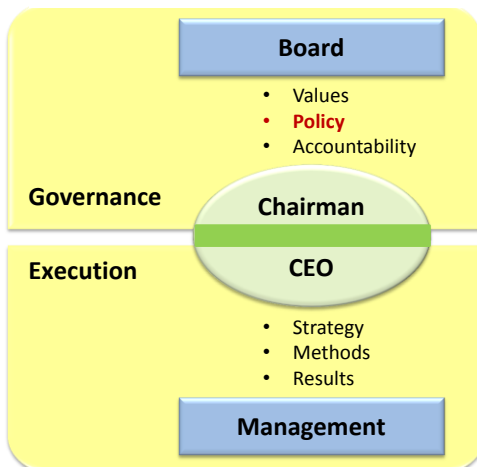 Board
• Values
• Policy
• Accountability
Governance
Chairman
Execution
CEO
• Strategy
• Methods
• Results
Management